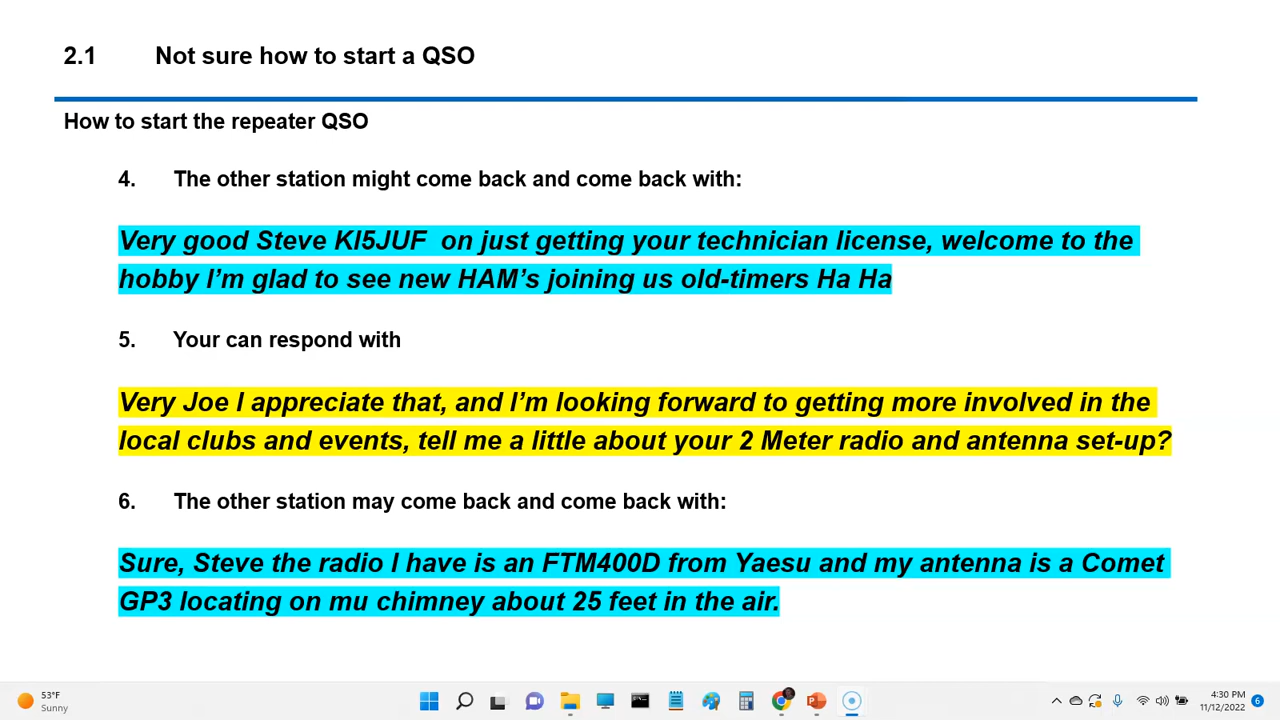 2.1 Not sure how to start a QSO
How to start the repeater QSO
4. The other station might come back and come back with:
Very good Steve KI5JUF on just getting your technician license, welcome to the
hobby I’m glad to see new HAM’s joining us old-timers Ha Ha
5. Your can respond with
Very Joe I appreciate that, and I’m looking forward to getting more involved in the
local clubs and events, tell me a little about your 2 Meter radio and antenna set-up?
6. The other station may come back and come back with:
Sure, Steve the radio I have is an FTM400D from Yaesu and my antenna is a Comet
GP3 locating on mu chimney about 25 feet in the air.
53°F
Sunny
4:30 PM
11/12/2022
6